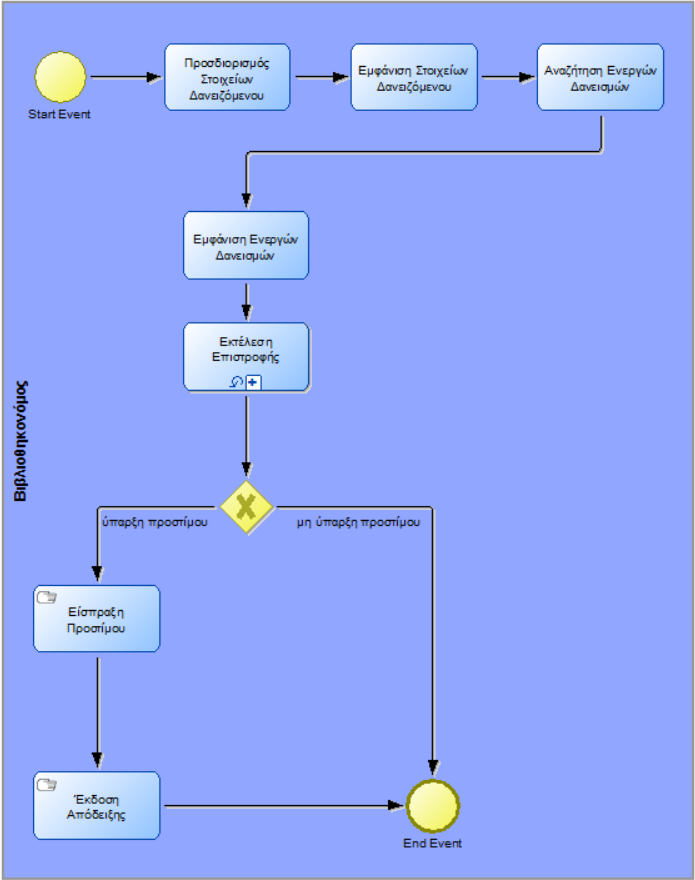 Προσδιορισμός
Στοιχείων
Δανειζόμενου
Εμφάνιση Στοιχείων
Δανειζόμενου
Αναζήτηση Ενεργών
Δανεισμών
Start Event
Εμφάνιση Ενεργών
Δανεισμών
Εκτέλεση
Επιστροφής
Βιβλιοθηκονόμος
ύπαρξη προστίμου
μη ύπαρξη προστίμου
Είσπραξη
Προστίμου
Έκδοση
Απόδειξης
End Event